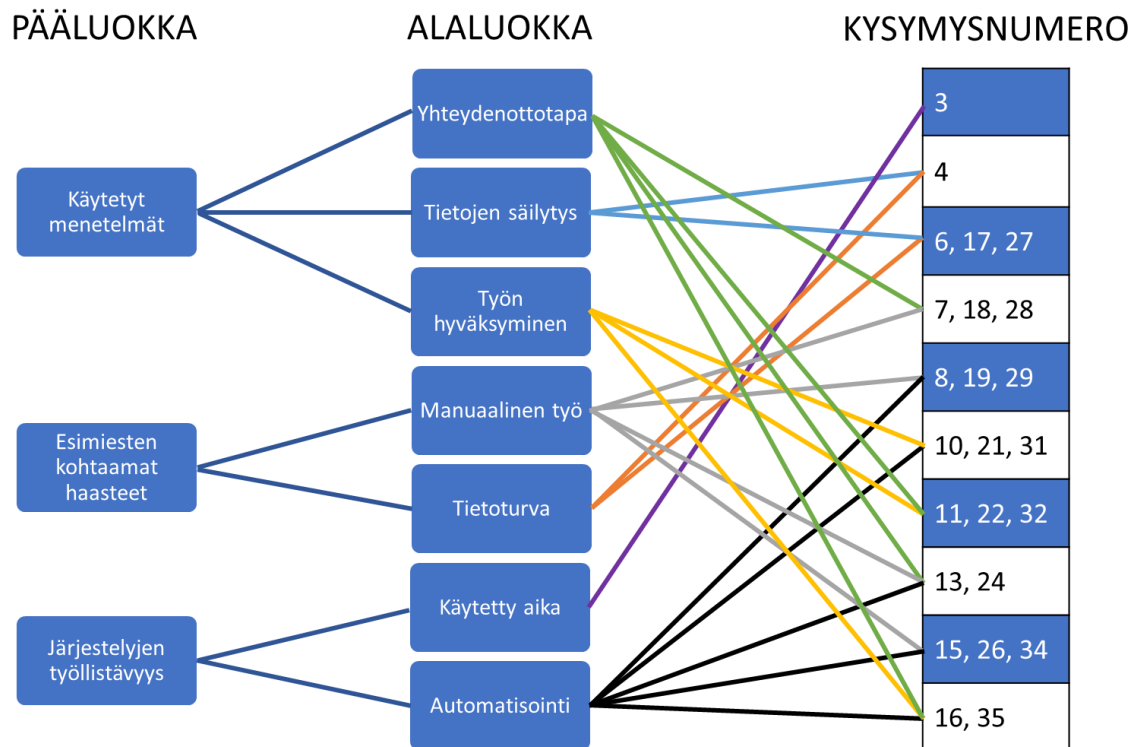 PÄÄLUOKKA
ALALUOKKA
KYSYMYSNUMERO
Käytetyt
menetelmät
Esimiesten
kohtaamat
haasteet
Järjestelyjen
työllistävyys
Yhteydenottotapa
Tietojen säilytys
Työn
hyväksyminen
Manuaalinen työ
Tietoturva
Käytetty aika
Automatisointi
3
4
6, 17, 27
7, 18, 28
8, 19, 29
10, 21, 31
11, 22, 32
13, 24
15, 26, 34
16, 35